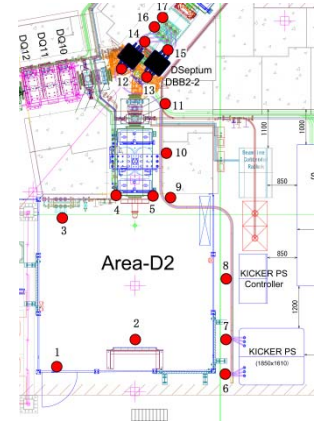 17
16
14
15
DQ10
DQ11
DQ12
DSeptum
DBB2-2
12
13
11
1100
1000
10
850
4
5
9
3
Area-D2
8
KICKER PS
Controller
850
1200
2
7
KICKER PS
(1850x1610)
1
6